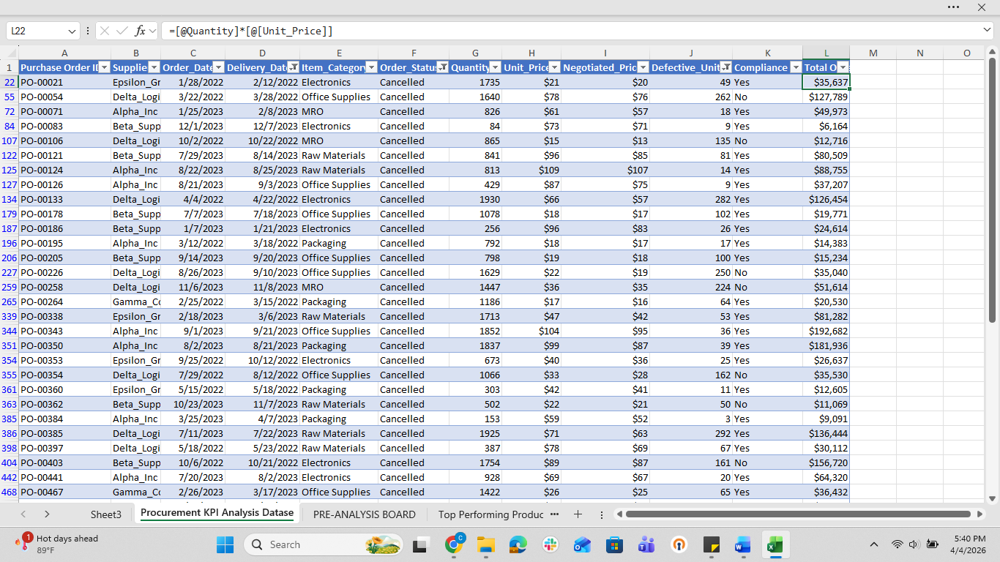 L22 fx =[@Quantity]*[@[Unit_Price]]
A B C D E F G H I J K L M N O
1 Purchase Order ID Supplie Order_Date Delivery_Dat Item_Category Order_Statu Quantity Unit_Price Negotiated_Pric Defective_Unit Compliance Total O
22 PO-00021 Epsilon_Gr 1/28/2022 2/12/2022 Electronics Cancelled 1735 $21 $20 49 Yes $35,637
55 PO-00054 Delta_Logi 3/22/2022 3/28/2022 Office Supplies Cancelled 1640 $78 $76 262 No $127,789
72 PO-00071 Alpha_Inc 1/25/2023 2/8/2023 MRO Cancelled 826 $61 $57 18 Yes $49,973
84 PO-00083 Beta_Supp 12/1/2023 12/7/2023 Electronics Cancelled 84 $73 $71 9 Yes $6,164
107 PO-00106 Delta_Logi 10/2/2022 10/22/2022 MRO Cancelled 865 $15 $13 135 No $12,716
122 PO-00121 Beta_Supp 7/29/2023 8/14/2023 Raw Materials Cancelled 841 $96 $85 81 Yes $80,509
125 PO-00124 Alpha_Inc 8/22/2023 8/25/2023 Raw Materials Cancelled 813 $109 $107 14 Yes $88,755
127 PO-00126 Alpha_Inc 8/21/2023 9/3/2023 Office Supplies Cancelled 429 $87 $75 9 Yes $37,207
134 PO-00133 Delta_Logi 4/4/2022 4/22/2022 Electronics Cancelled 1930 $66 $57 282 Yes $126,454
179 PO-00178 Beta_Supp 7/7/2023 7/18/2023 Office Supplies Cancelled 1078 $18 $17 102 Yes $19,771
187 PO-00186 Beta_Supp 1/7/2023 1/21/2023 Electronics Cancelled 256 $96 $83 26 Yes $24,614
196 PO-00195 Alpha_Inc 3/12/2022 3/18/2022 Packaging Cancelled 792 $18 $17 17 Yes $14,383
206 PO-00205 Beta_Supp 9/14/2023 9/20/2023 Office Supplies Cancelled 798 $19 $18 100 Yes $15,234
227 PO-00226 Delta_Logi 8/26/2023 9/10/2023 Office Supplies Cancelled 1629 $22 $19 250 No $35,040
259 PO-00258 Delta_Logi 11/6/2023 11/8/2023 MRO Cancelled 1447 $36 $35 224 No $51,614
265 PO-00264 Gamma_Co 2/25/2022 3/15/2022 Packaging Cancelled 1186 $17 $16 64 Yes $20,530
339 PO-00338 Epsilon_Gr 2/18/2023 3/6/2023 Raw Materials Cancelled 1713 $47 $42 53 Yes $81,282
344 PO-00343 Alpha_Inc 9/1/2023 9/21/2023 Office Supplies Cancelled 1852 $104 $95 36 Yes $192,682
351 PO-00350 Alpha_Inc 8/2/2023 8/21/2023 Packaging Cancelled 1837 $99 $87 39 Yes $181,936
354 PO-00353 Epsilon_Gr 9/25/2022 10/12/2022 Electronics Cancelled 673 $40 $36 25 Yes $26,637
355 PO-00354 Delta_Logi 7/29/2022 8/12/2022 Office Supplies Cancelled 1066 $33 $28 162 No $35,530
361 PO-00360 Epsilon_Gr 5/15/2022 5/18/2022 Packaging Cancelled 303 $42 $41 11 Yes $12,605
363 PO-00362 Beta_Supp 10/23/2023 11/7/2023 Raw Materials Cancelled 502 $22 $21 50 No $11,069
385 PO-00384 Alpha_Inc 3/25/2023 4/7/2023 Packaging Cancelled 153 $59 $52 3 Yes $9,091
386 PO-00385 Delta_Logi 7/11/2023 7/22/2023 Raw Materials Cancelled 1925 $71 $63 292 Yes $136,444
398 PO-00397 Delta_Logi 5/18/2022 5/23/2022 Raw Materials Cancelled 387 $78 $69 67 Yes $30,112
404 PO-00403 Beta_Supp 10/6/2022 10/21/2022 Electronics Cancelled 1754 $89 $87 161 No $156,720
442 PO-00441 Alpha_Inc 7/20/2023 8/2/2023 Electronics Cancelled 928 $69 $67 20 Yes $64,320
468 PO-00467 Gamma_Co 2/26/2023 3/17/2023 Office Supplies Cancelled 1422 $26 $25 65 Yes $36,432
Sheet3 Procurement KPI Analysis Datase PRE-ANALYSIS BOARD Top Performing Produc
1 Hot days ahead
89°F
Search
C
5:40 PM
4/4/2026